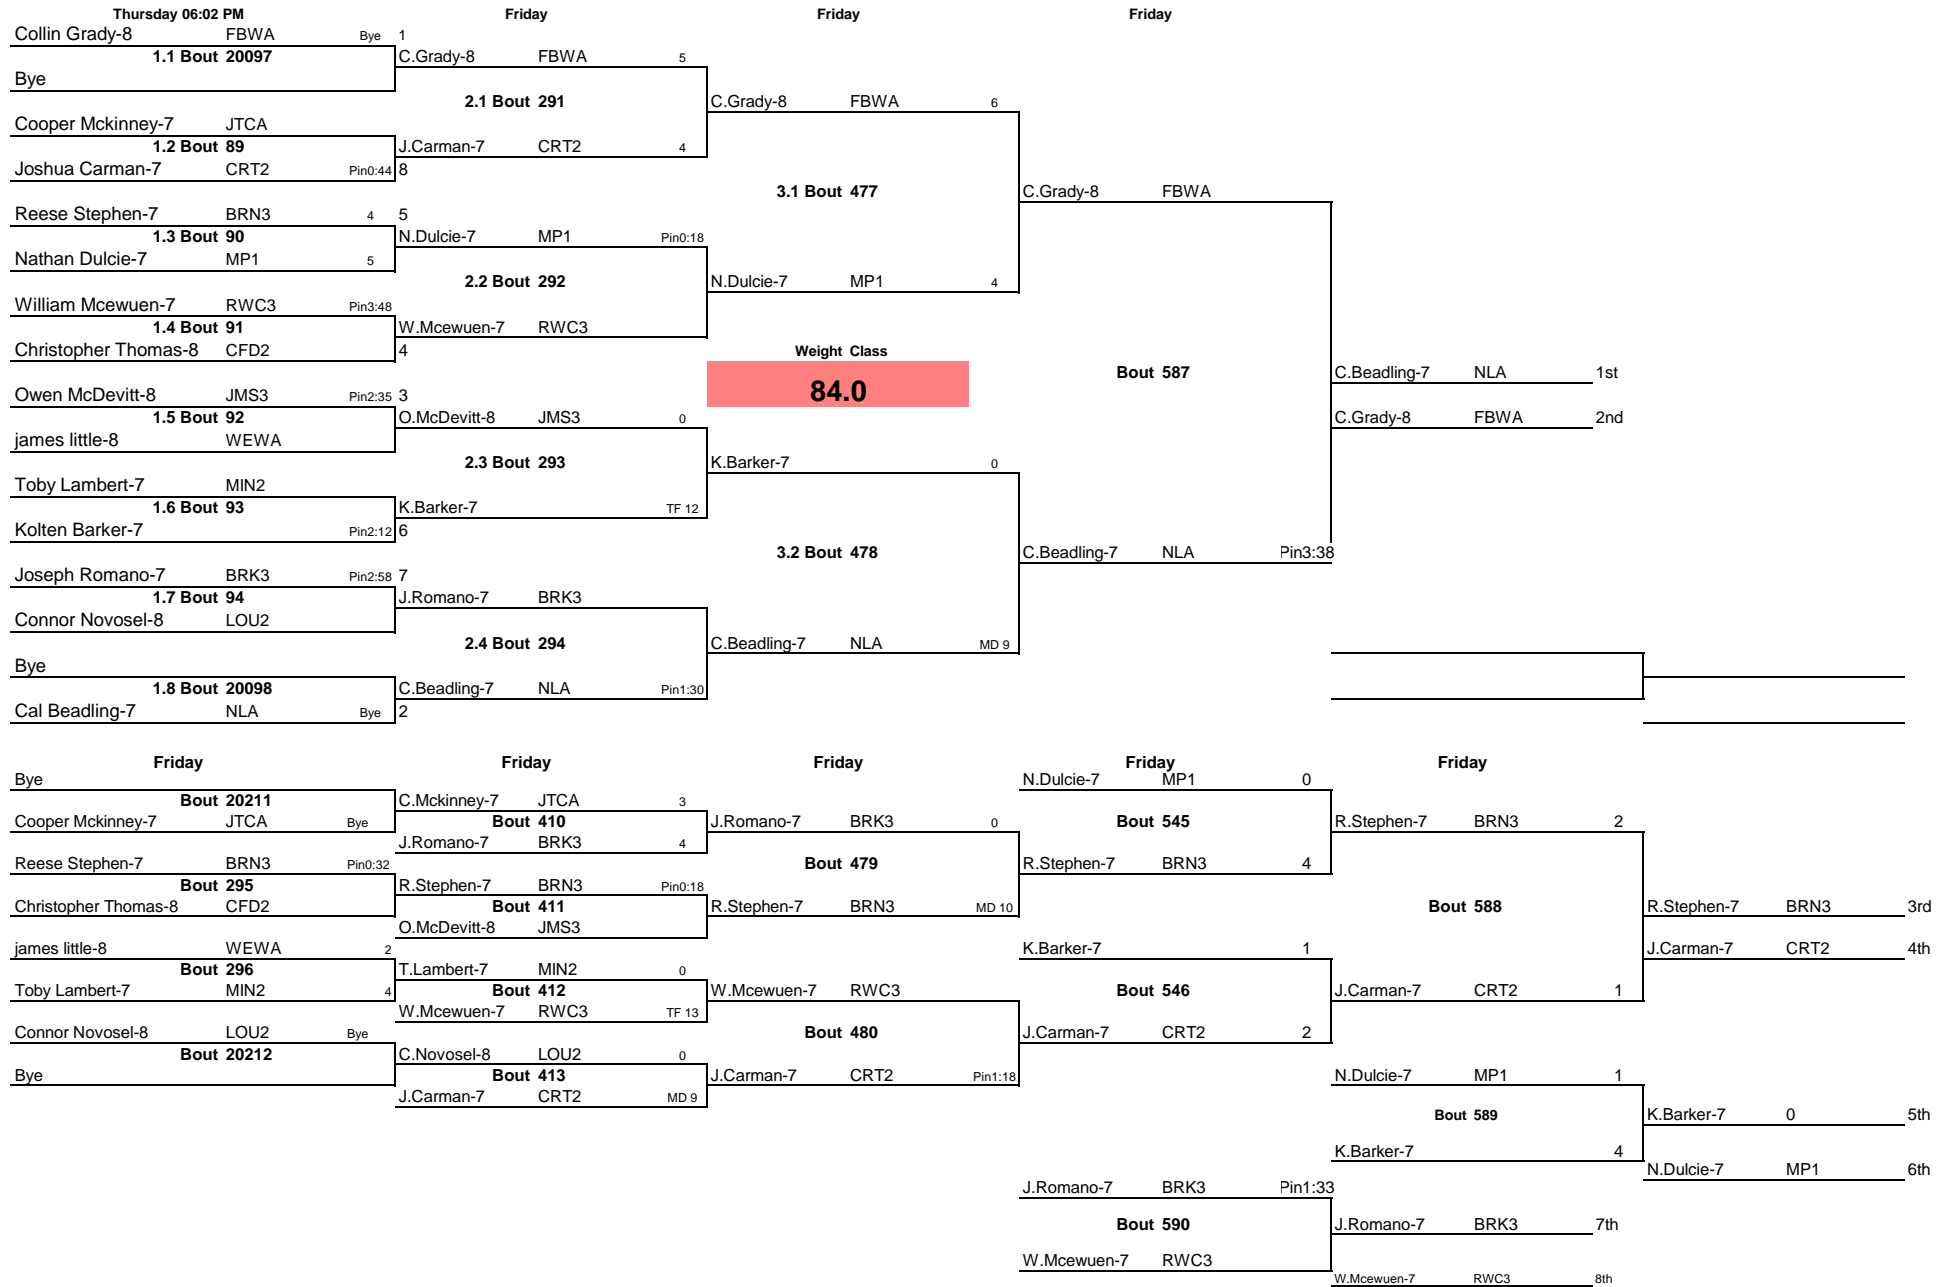 Thursday 06:02 PM Friday Friday Friday
Collin Grady-8 FBWA Bye 1
1.1 Bout 20097 C.Grady-8 FBWA 5
Bye
2.1 Bout 291 C.Grady-8 FBWA 6
Cooper Mckinney-7 JTCA
1.2 Bout 89 J.Carman-7 CRT2 4
Joshua Carman-7 CRT2 Pin0:44 8
3.1 Bout 477 C.Grady-8 FBWA
Reese Stephen-7 BRN3 4 5
1.3 Bout 90 N.Dulcie-7 MP1 Pin0:18
Nathan Dulcie-7 MP1 5
2.2 Bout 292 N.Dulcie-7 MP1 4
William Mcewuen-7 RWC3 Pin3:48
1.4 Bout 91 W.Mcewuen-7 RWC3
Christopher Thomas-8 CFD2 4 Weight Class
Bout 587 C.Beadling-7 NLA 1st
Owen McDevitt-8 JMS3 Pin2:35 3 84.0
1.5 Bout 92 O.McDevitt-8 JMS3 0 C.Grady-8 FBWA 2nd
james little-8 WEWA
2.3 Bout 293 K.Barker-7 0
Toby Lambert-7 MIN2
1.6 Bout 93 K.Barker-7 TF 12
Kolten Barker-7 Pin2:12 6
3.2 Bout 478 C.Beadling-7 NLA Pin3:38
Joseph Romano-7 BRK3 Pin2:58 7
1.7 Bout 94 J.Romano-7 BRK3
Connor Novosel-8 LOU2
2.4 Bout 294 C.Beadling-7 NLA MD 9
Bye
1.8 Bout 20098 C.Beadling-7 NLA Pin1:30
Cal Beadling-7 NLA Bye 2
Friday Friday Friday Friday Friday
Bye N.Dulcie-7 MP1 0
Bout 20211 C.Mckinney-7 JTCA 3
Cooper Mckinney-7 JTCA Bye Bout 410 J.Romano-7 BRK3 0 Bout 545 R.Stephen-7 BRN3 2
J.Romano-7 BRK3 4
Reese Stephen-7 BRN3 Pin0:32 Bout 479 R.Stephen-7 BRN3 4
Bout 295 R.Stephen-7 BRN3 Pin0:18
Christopher Thomas-8 CFD2 Bout 411 R.Stephen-7 BRN3 MD 10 Bout 588 R.Stephen-7 BRN3 3rd
O.McDevitt-8 JMS3
james little-8 WEWA 2 K.Barker-7 1 J.Carman-7 CRT2 4th
Bout 296 T.Lambert-7 MIN2 0
Toby Lambert-7 MIN2 4 Bout 412 W.Mcewuen-7 RWC3 Bout 546 J.Carman-7 CRT2 1
W.Mcewuen-7 RWC3 TF 13
Connor Novosel-8 LOU2 Bye Bout 480 J.Carman-7 CRT2 2
Bout 20212 C.Novosel-8 LOU2 0
Bye Bout 413 J.Carman-7 CRT2 Pin1:18 N.Dulcie-7 MP1 1
J.Carman-7 CRT2 MD 9
Bout 589 K.Barker-7 0 5th
K.Barker-7 4
N.Dulcie-7 MP1 6th
J.Romano-7 BRK3 Pin1:33
Bout 590 J.Romano-7 BRK3 7th
W.Mcewuen-7 RWC3
W.Mcewuen-7 RWC3 8th